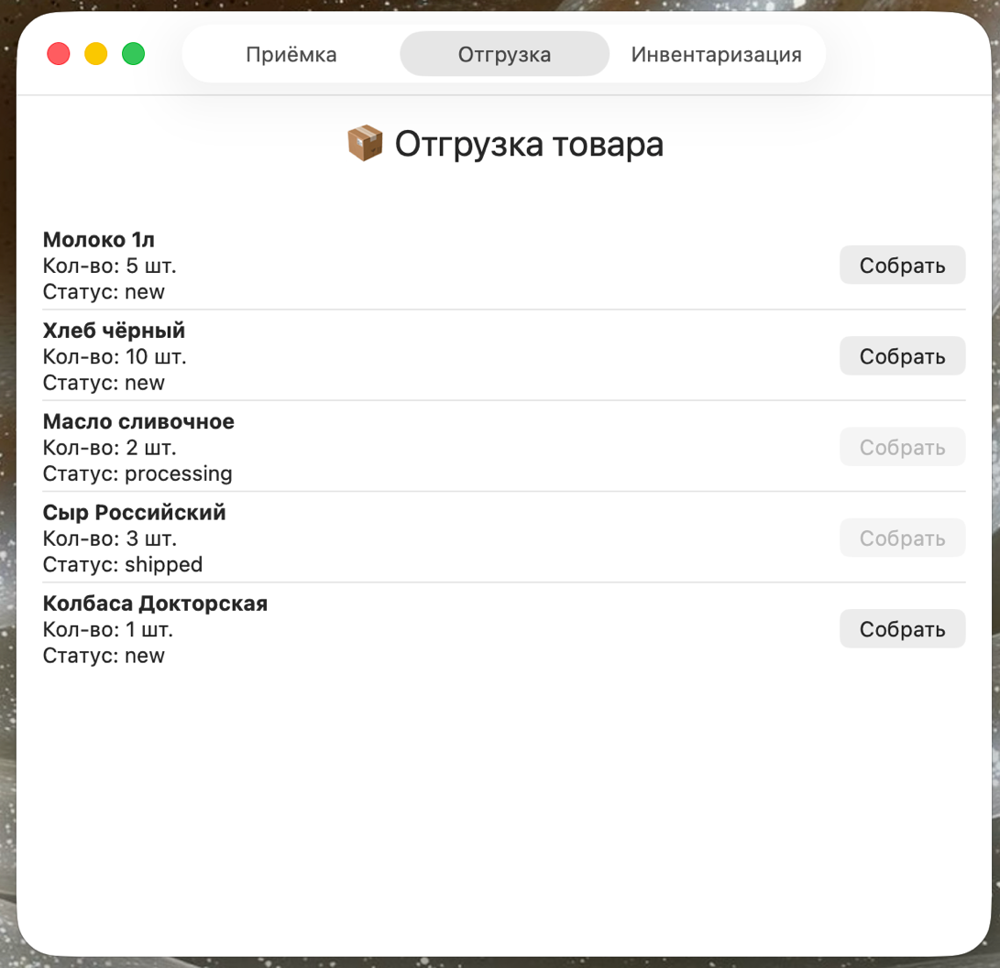 Приёмка
Отгрузка
Инвентаризация
📦 Отгрузка товара
Молоко 1л
Кол-во: 5 шт.
Статус: new
Собрать
Хлеб чёрный
Кол-во: 10 шт.
Статус: new
Собрать
Масло сливочное
Кол-во: 2 шт.
Статус: processing
Собрать
Сыр Российский
Кол-во: 3 шт.
Статус: shipped
Собрать
Колбаса Докторская
Кол-во: 1 шт.
Статус: new
Собрать